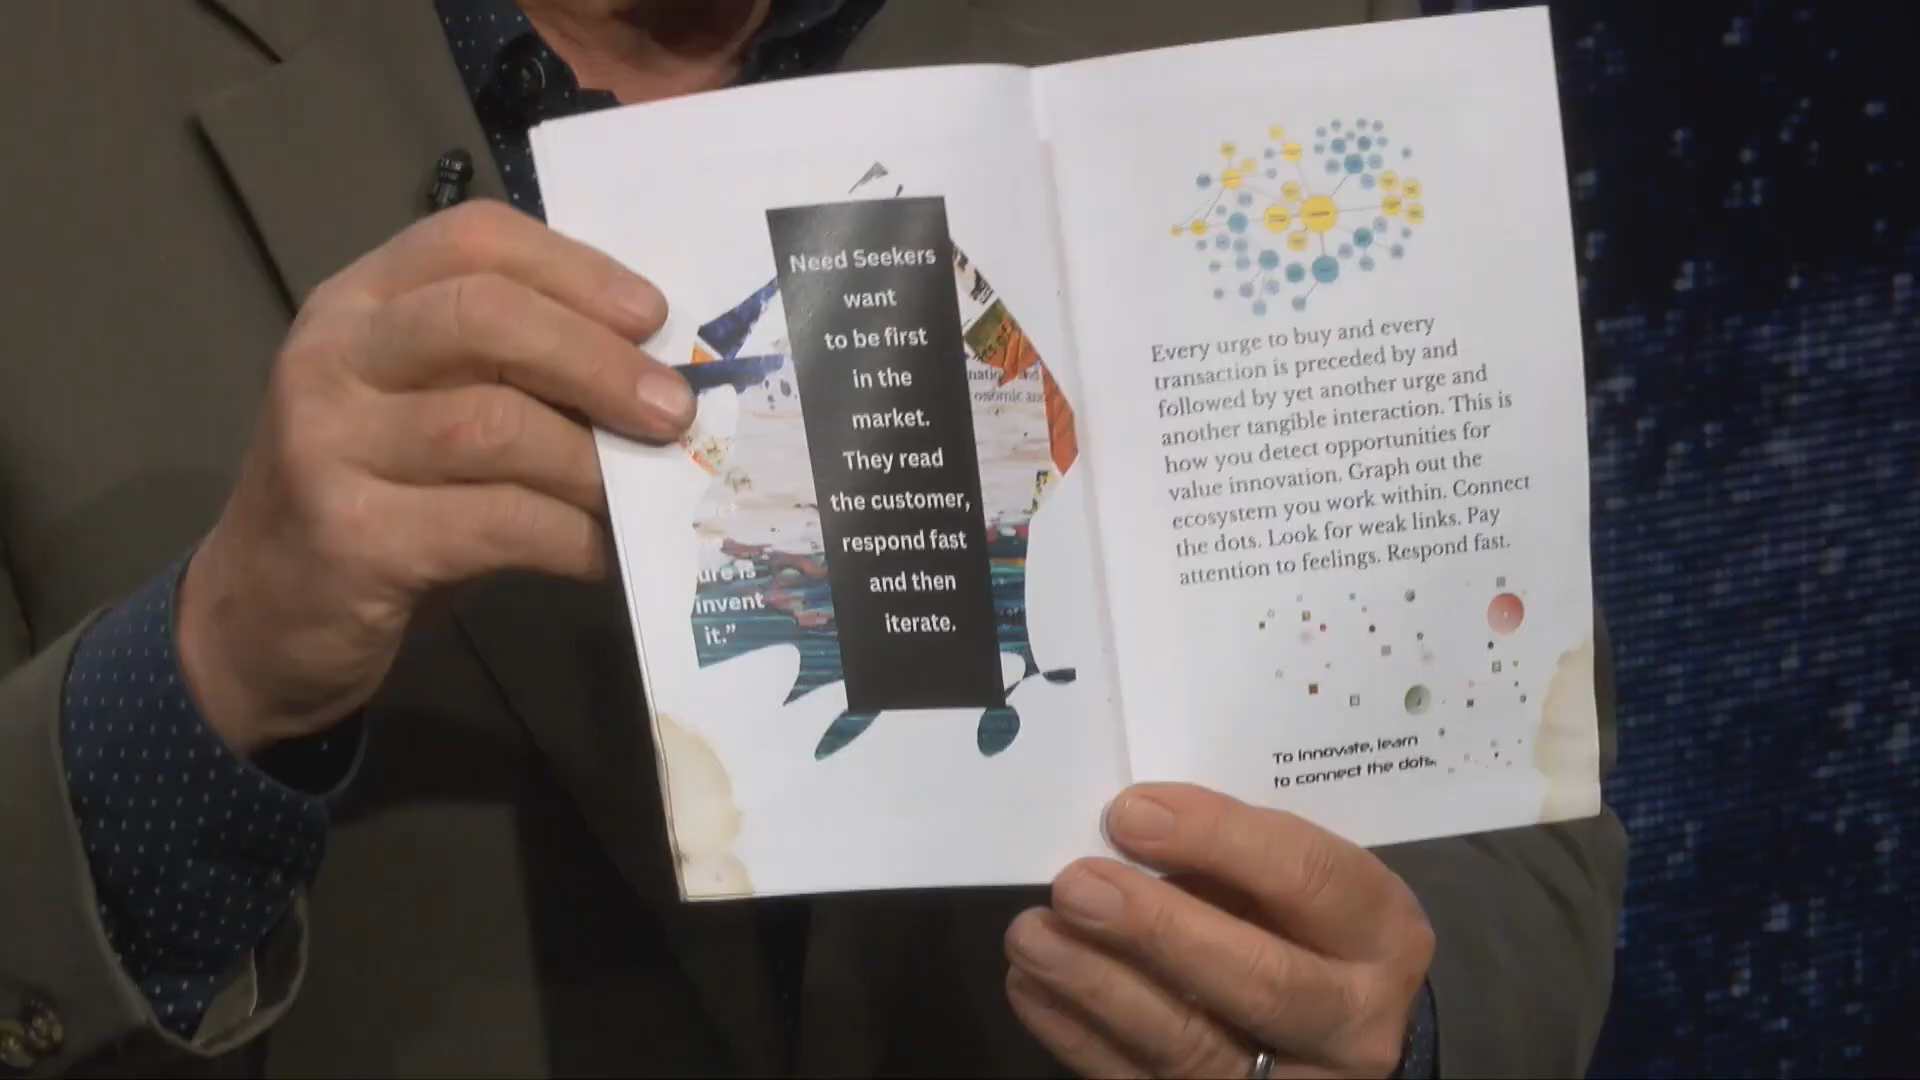 Need Seekers
want
to be first
in the
market.
They read
the customer,
respond fast
and then
iterate.
onomic and
ure is
invent
it.”
Every urge to buy and every
transaction is preceded by and
followed by yet another urge and
another tangible interaction. This is
how you detect opportunities for
value innovation. Graph out the
ecosystem you work within. Connect
the dots. Look for weak links. Pay
attention to feelings. Respond fast.
To Innovate, learn
to connect the dots.